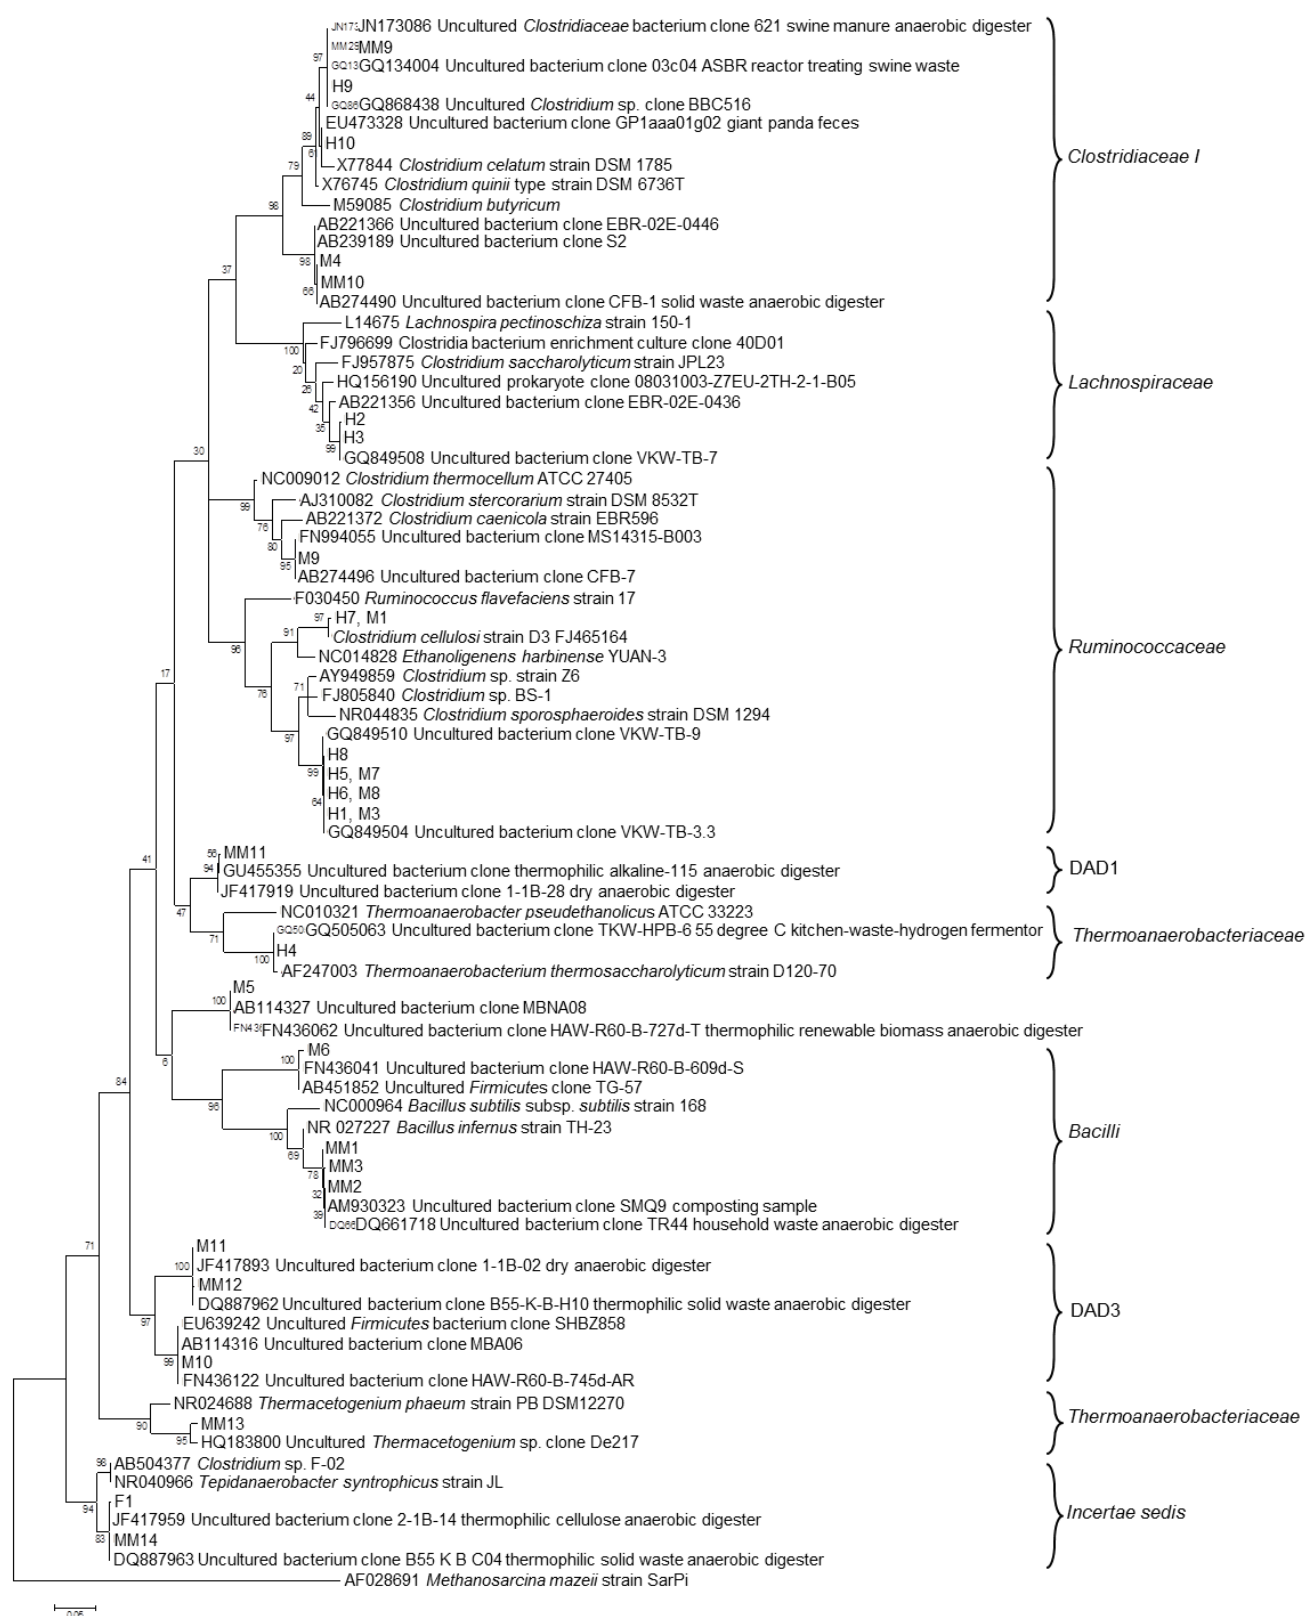 JN173086 Uncultured Clostridiaceae bacterium clone 621 swine manure anaerobic digester
MM9
97
GQ134004 Uncultured bacterium clone 03c04 ASBR reactor treating swine waste
H9
44
GQ868438 Uncultured Clostridium sp. clone BBC516
EU473328 Uncultured bacterium clone GP1aaa01g02 giant panda feces
89
H10
61
Clostridiaceae I
79
X77844 Clostridium celatum strain DSM 1785
X76745 Clostridium quinii type strain DSM 6736T
98
M59085 Clostridium butyricum
AB221366 Uncultured bacterium clone EBR-02E-0446
AB239189 Uncultured bacterium clone S2
98
M4
37
MM10
66
AB274490 Uncultured bacterium clone CFB-1 solid waste anaerobic digester
L14675 Lachnospira pectinoschiza strain 150-1
FJ796699 Clostridia bacterium enrichment culture clone 40D01
100
FJ957875 Clostridium saccharolyticum strain JPL23
20
HQ156190 Uncultured prokaryote clone 08031003-Z7EU-2TH-2-1-B05
Lachnospiraceae
26
AB221356 Uncultured bacterium clone EBR-02E-0436
42
H2
35
H3
99
GQ849508 Uncultured bacterium clone VKW-TB-7
30
NC009012 Clostridium thermocellum ATCC 27405
AJ310082 Clostridium stercorarium strain DSM 8532T
99
AB221372 Clostridium caenicola strain EBR596
76
FN994055 Uncultured bacterium clone MS14315-B003
80
M9
95
AB274496 Uncultured bacterium clone CFB-7
F030450 Ruminococcus flavefaciens strain 17
97
H7, M1
91
Clostridium cellulosi strain D3 FJ465164
96
Ruminococcaceae
NC014828 Ethanoligenens harbinense YUAN-3
17
AY949859 Clostridium sp. strain Z6
71
76
FJ805840 Clostridium sp. BS-1
NR044835 Clostridium sporosphaeroides strain DSM 1294
97
GQ849510 Uncultured bacterium clone VKW-TB-9
H8
99
H5, M7
H6, M8
64
H1, M3
GQ849504 Uncultured bacterium clone VKW-TB-3.3
41
56
MM11
94
GU455355 Uncultured bacterium clone thermophilic alkaline-115 anaerobic digester
DAD1
JF417919 Uncultured bacterium clone 1-1B-28 dry anaerobic digester
47
NC010321 Thermoanaerobacter pseudethanolicus ATCC 33223
71
GQ505063 Uncultured bacterium clone TKW-HPB-6 55 degree C kitchen-waste-hydrogen fermentor
Thermoanaerobacteriaceae
H4
100
AF247003 Thermoanaerobacterium thermosaccharolyticum strain D120-70
M5
100
AB114327 Uncultured bacterium clone MBNA08
FN436062 Uncultured bacterium clone HAW-R60-B-727d-T thermophilic renewable biomass anaerobic digester
M6
6
100
FN436041 Uncultured bacterium clone HAW-R60-B-609d-S
84
AB451852 Uncultured Firmicutes clone TG-57
96
NC000964 Bacillus subtilis subsp. subtilis strain 168
NR 027227 Bacillus infernus strain TH-23
Bacilli
100
MM1
69
MM3
78
MM2
32
AM930323 Uncultured bacterium clone SMQ9 composting sample
39
DQ661718 Uncultured bacterium clone TR44 household waste anaerobic digester
71
M11
100
JF417893 Uncultured bacterium clone 1-1B-02 dry anaerobic digester
MM12
DQ887962 Uncultured bacterium clone B55-K-B-H10 thermophilic solid waste anaerobic digester
DAD3
97
EU639242 Uncultured Firmicutes bacterium clone SHBZ858
AB114316 Uncultured bacterium clone MBA06
99
M10
FN436122 Uncultured bacterium clone HAW-R60-B-745d-AR
NR024688 Thermacetogenium phaeum strain PB DSM12270
Thermoanaerobacteriaceae
90
MM13
95
HQ183800 Uncultured Thermacetogenium sp. clone De217
98
AB504377 Clostridium sp. F-02
NR040966 Tepidanaerobacter syntrophicus strain JL
94
F1
Incertae sedis
JF417959 Uncultured bacterium clone 2-1B-14 thermophilic cellulose anaerobic digester
83
MM14
DQ887963 Uncultured bacterium clone B55 K B C04 thermophilic solid waste anaerobic digester
AF028691 Methanosarcina mazeii strain SarPi
0.05